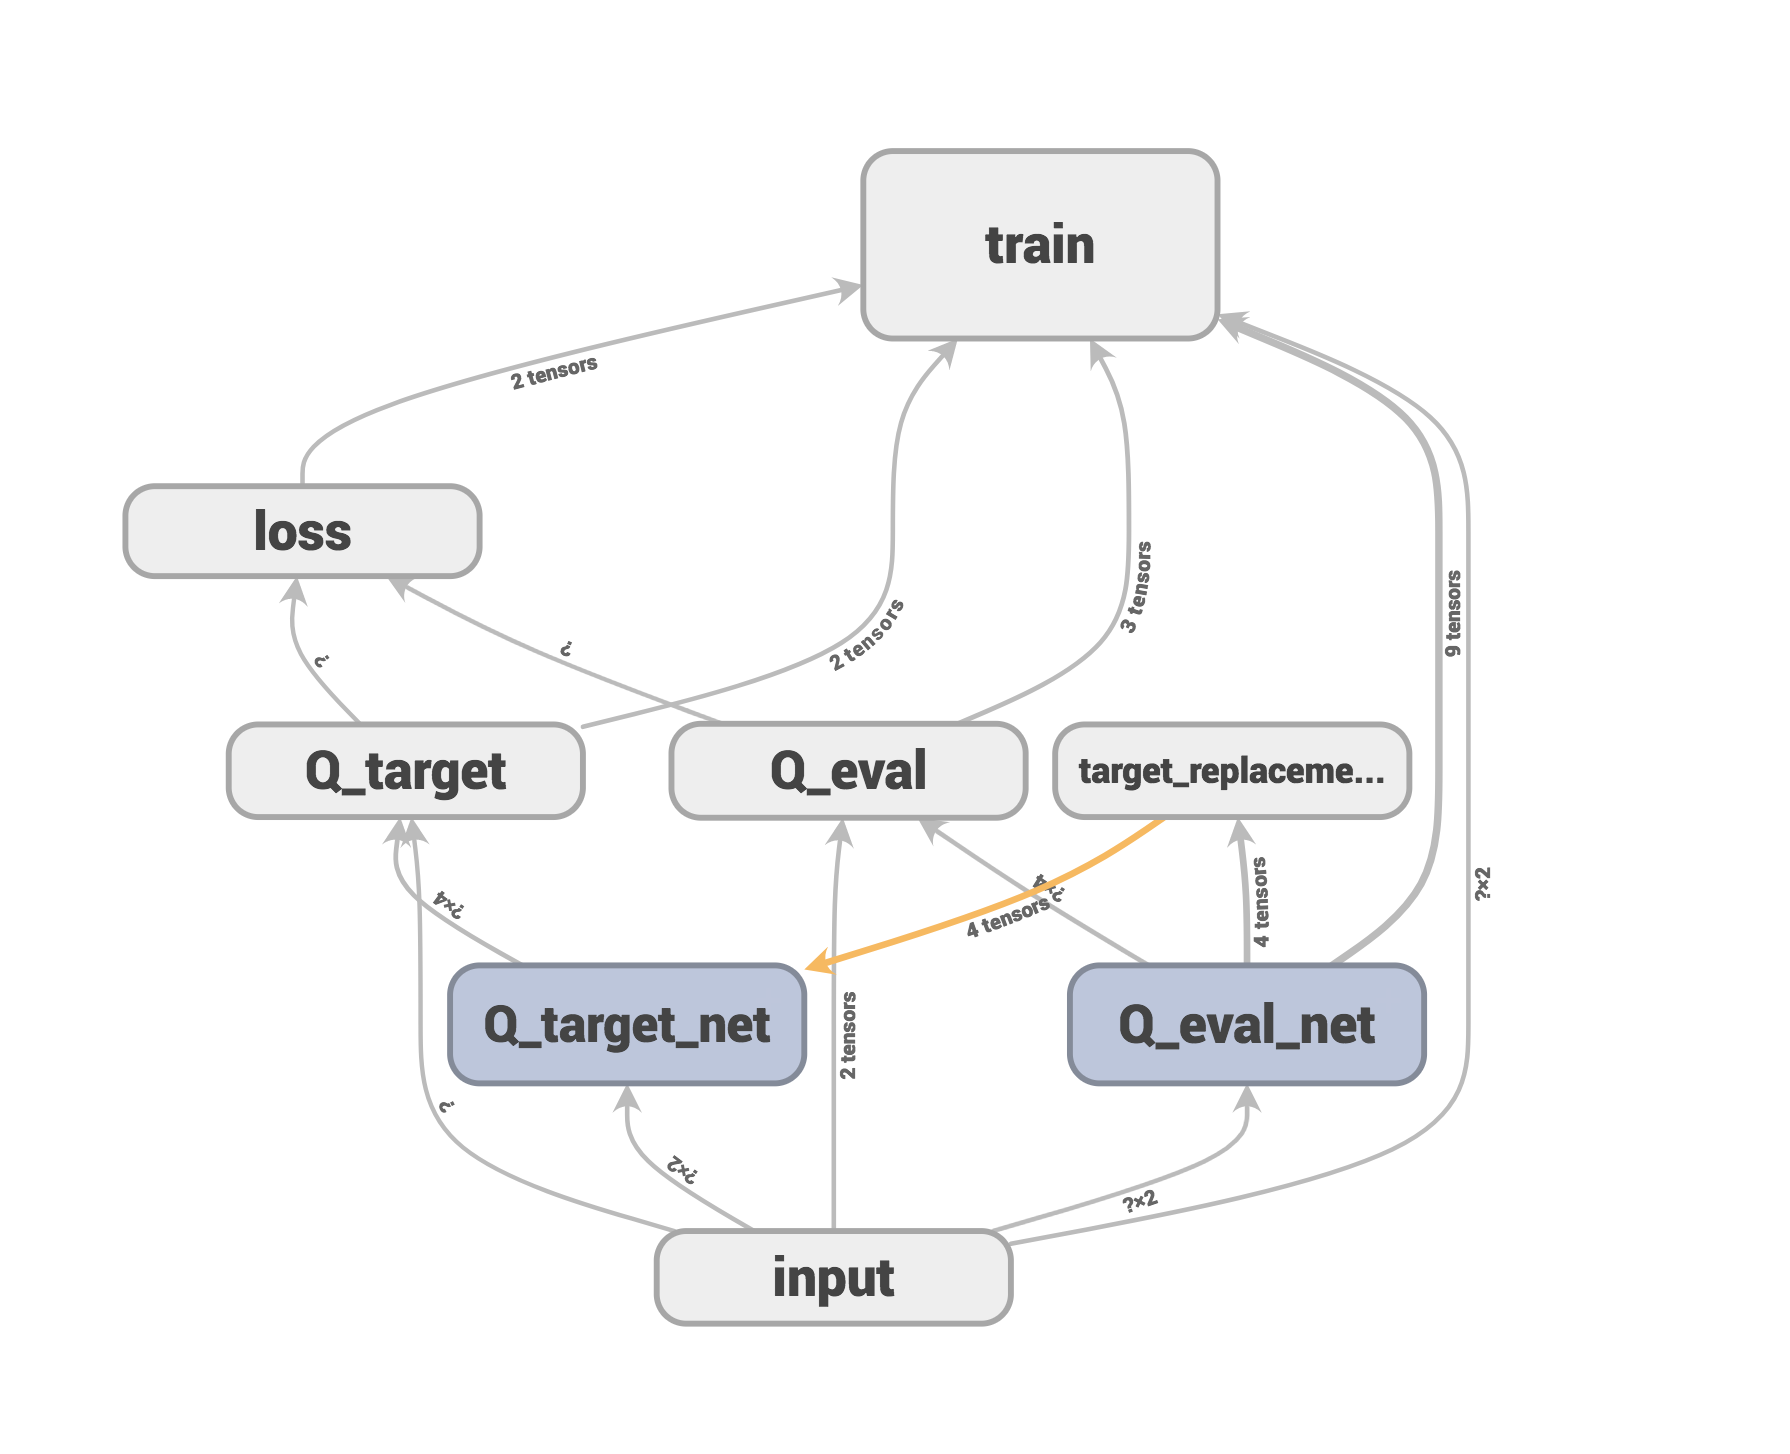 train
2 tensors
loss
2 tensors
3 tensors
9 tensors
?
?
Q_target
Q_eval
target_replaceme...
?×4
?×4
4 tensors
4 tensors
?×2
Q_target_net
Q_eval_net
2 tensors
?
?×2
?×2
input